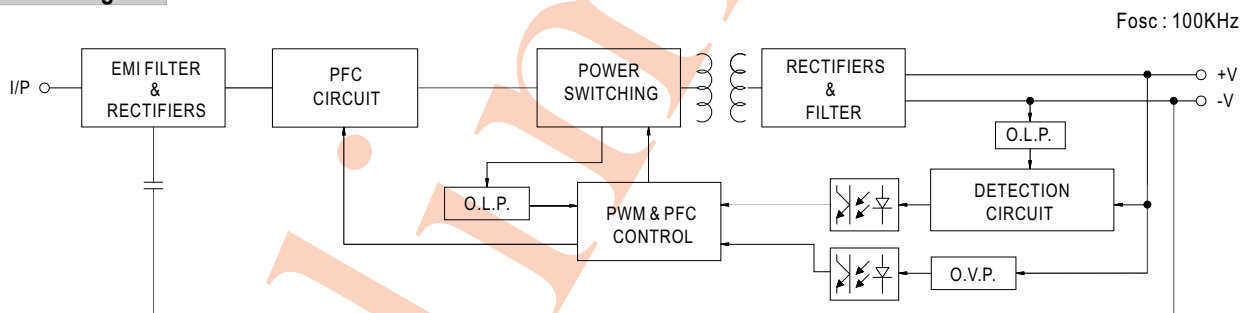 Fosc : 100KHz
I/P
EMI FILTER
&
RECTIFIERS
PFC
CIRCUIT
POWER
SWITCHING
RECTIFIERS
&
FILTER
+V
-V
O.L.P.
O.L.P.
PWM & PFC
CONTROL
DETECTION
CIRCUIT
O.V.P.